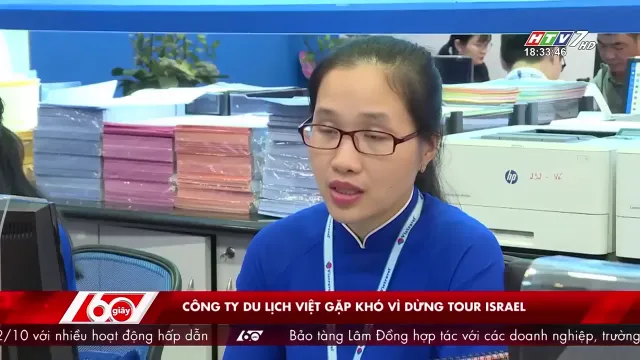 HTV7 HD
18:33:46
hp
60 giây
CÔNG TY DU LỊCH VIỆT GẶP KHÓ VÌ DỪNG TOUR ISRAEL
2/10 với nhiều hoạt động hấp dẫn 60 Bảo tàng Lâm Đồng hợp tác với các doanh nghiệp, trường